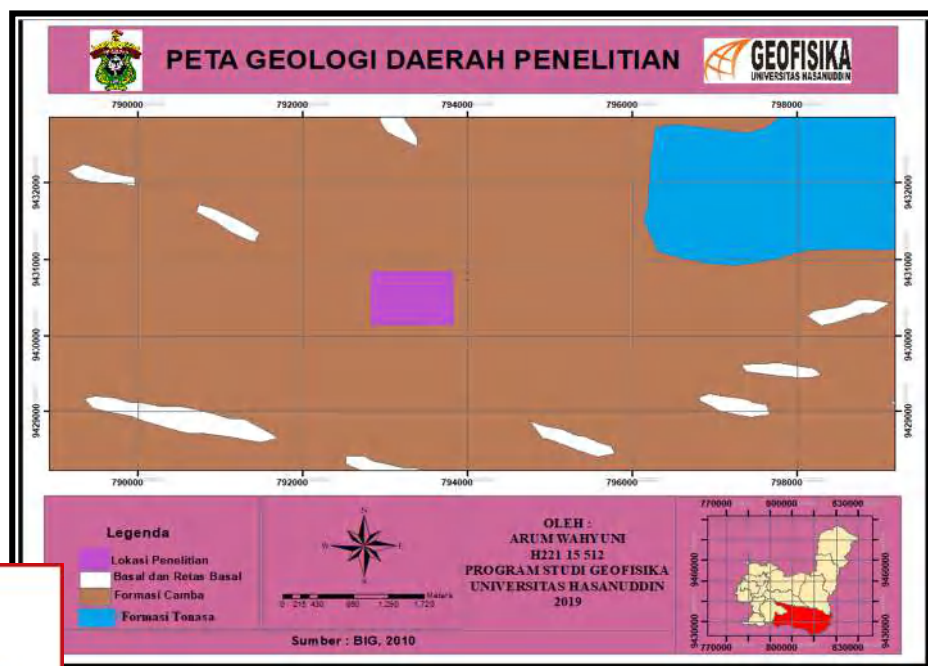 PETA GEOLOGI DAERAH PENELITIAN
GEOFISIKA
UNIVERSITAS HASANUDDIN
790000 792000 794000 796000 798000
9432000 9432000
9431000 9431000
9430000 9430000
9429000 9429000
790000 792000 794000 796000 798000
Legenda
Lokasi Penelitian
Basal dan Retas Basal
Formasi Camba
Formasi Tonasa
N
W E
S
0 215 430 860 1,290 1,720
Meters
OLEH :
ARUM WAHYUNI
H221 15 512
PROGRAM STUDI GEOFISIKA
UNIVERSITAS HASANUDDIN
2019
770000 800000 830000
9460000 9460000
9430000 9430000
770000 800000 830000
Sumber : BIG, 2010